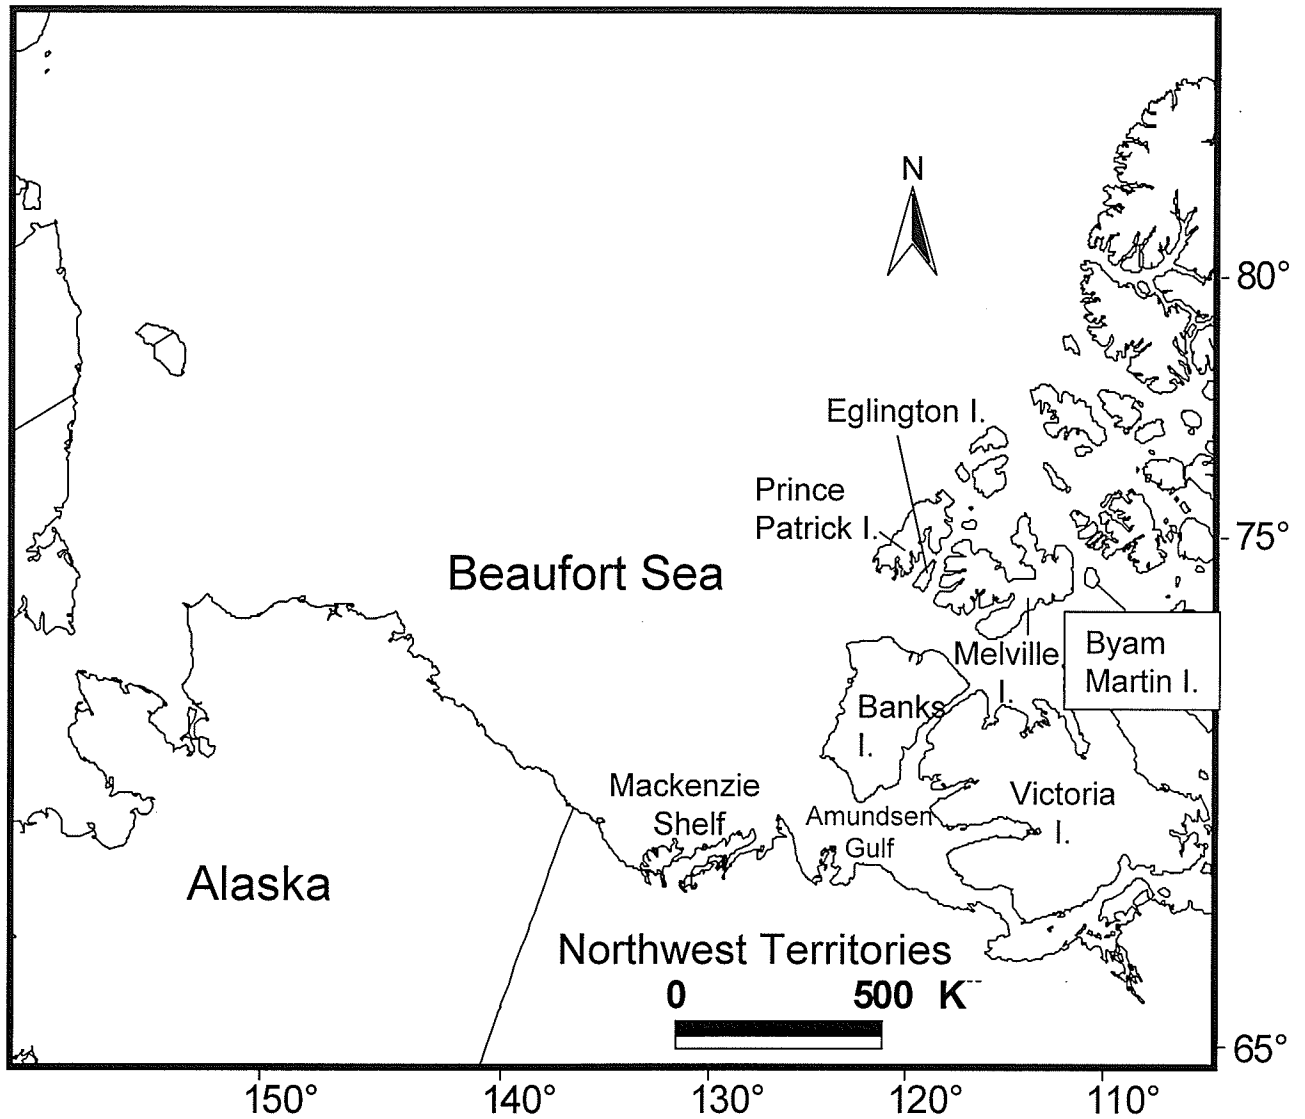 N
80°
Eglington I.
Prince
Patrick I.
75°
Beaufort Sea
Byam
Martin I.
Melville
I.
Banks
I.
Mackenzie
Shelf
Amundsen
Gulf
Victoria
I.
Alaska
Northwest Territories
0 500 K
65°
150° 140° 130° 120° 110°